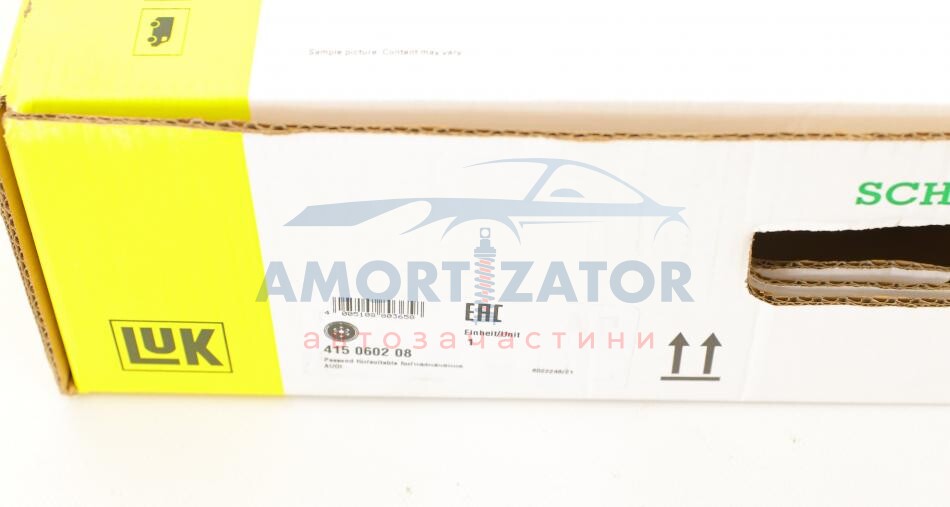 Sample picture. Content may vary
SCH
AMORTIZATOR
4 005108 803658
EAC
автозапчастини
Einheit/Unit
1
LUK
415 0602 08
AUDI